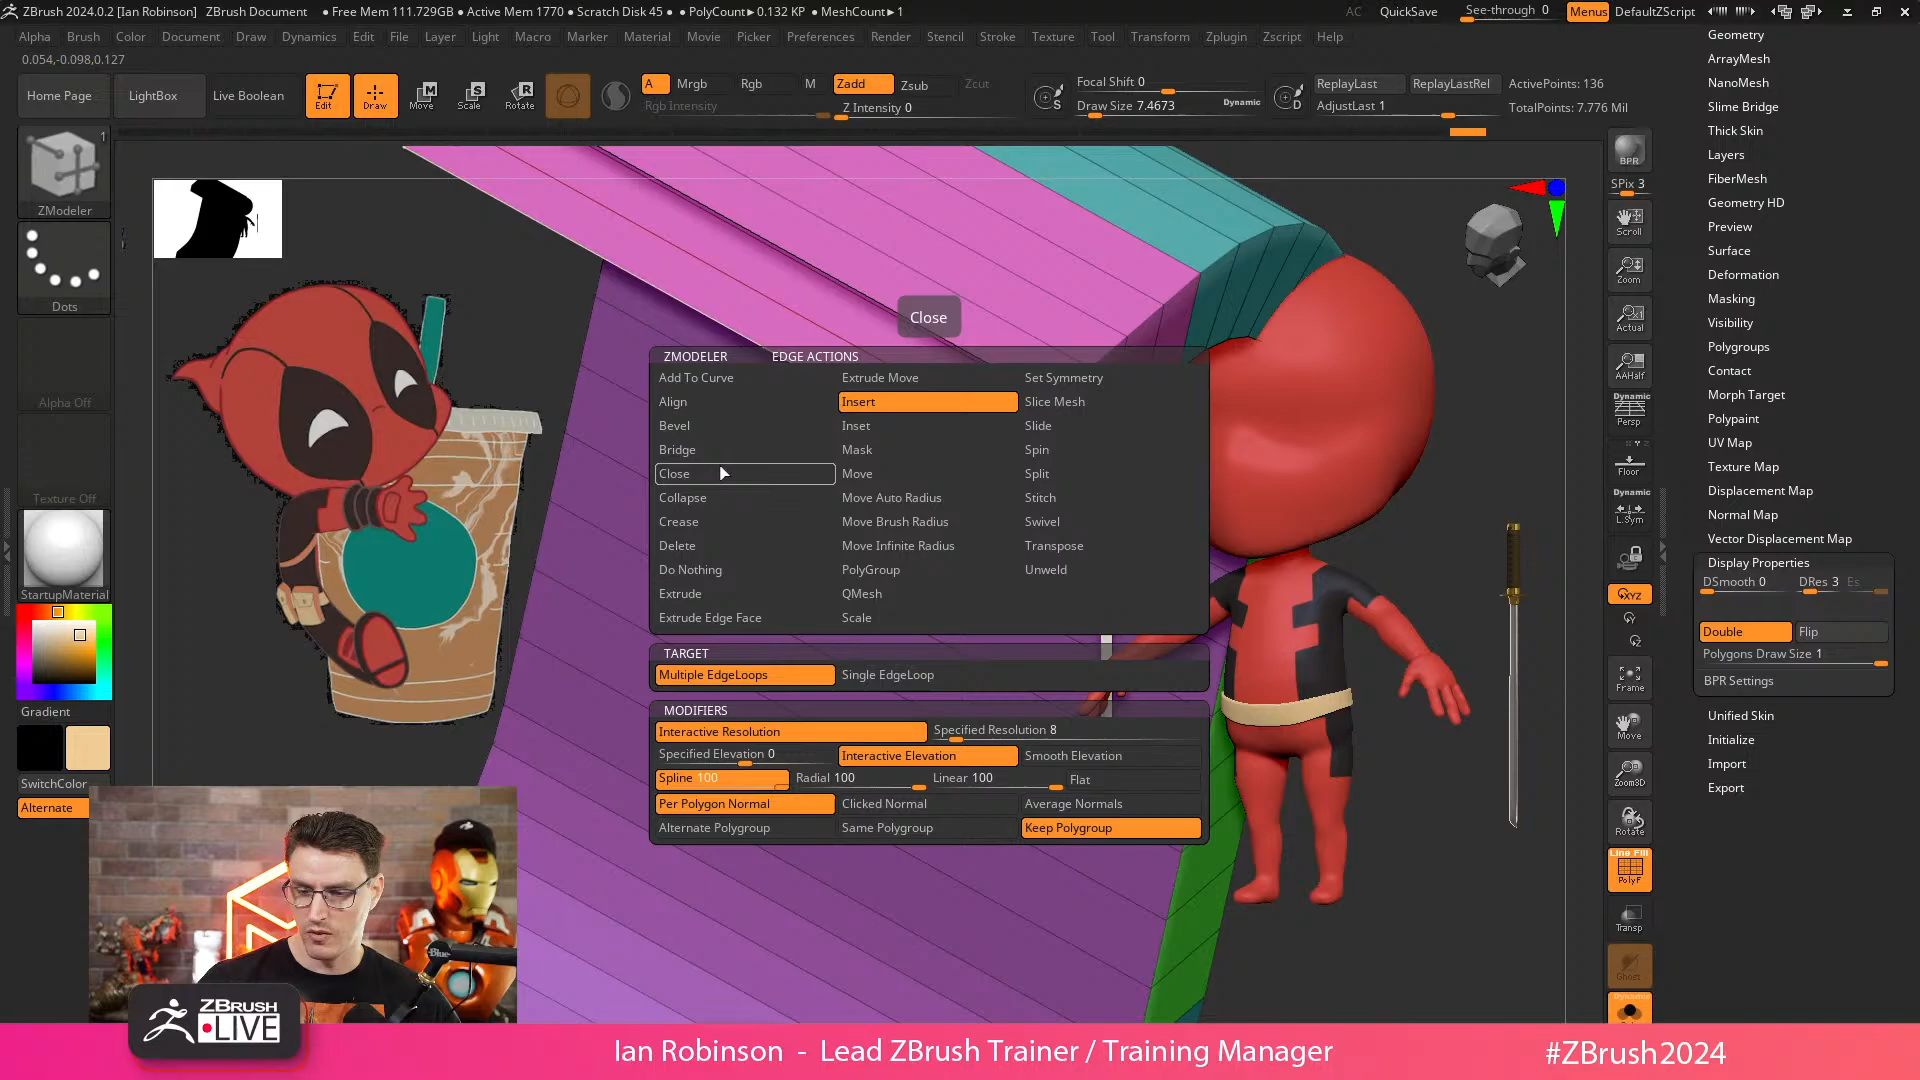 ZBrush 2024.0.2 [Ian Robinson] ZBrush Document • Free Mem 111.729GB • Active Mem 1770 • Scratch Disk 45 • • PolyCount▸0.132 KP • MeshCount▸1
AC QuickSave See-through 0 Menus DefaultZScript
Alpha Brush Color Document Draw Dynamics Edit File Layer Light Macro Marker Material Movie Picker Preferences Render Stencil Stroke Texture Tool Transform Zplugin Zscript Help
0.054,-0.098,0.127
Home Page LightBox Live Boolean Edit Draw Move Scale Rotate
A Mrgb Rgb M Zadd Zsub Zcut
Rgb Intensity Z Intensity 0
Focal Shift 0
Draw Size 7.4673 Dynamic
S D
ReplayLast ReplayLastRel ActivePoints: 136
AdjustLast 1 TotalPoints: 7.776 Mil
1
ZModeler
Dots
Alpha Off
Texture Off
StartupMaterial
Gradient
SwitchColor
Alternate
Close
ZMODELER EDGE ACTIONS
Add To Curve Extrude Move Set Symmetry
Align Insert Slice Mesh
Bevel Inset Slide
Bridge Mask Spin
Close Move Split
Collapse Move Auto Radius Stitch
Crease Move Brush Radius Swivel
Delete Move Infinite Radius Transpose
Do Nothing PolyGroup Unweld
Extrude QMesh
Extrude Edge Face Scale
TARGET
Multiple EdgeLoops Single EdgeLoop
MODIFIERS
Interactive Resolution Specified Resolution 8
Specified Elevation 0 Interactive Elevation Smooth Elevation
Spline 100 Radial 100 Linear 100 Flat
Per Polygon Normal Clicked Normal Average Normals
Alternate Polygroup Same Polygroup Keep Polygroup
BPR
SPix 3
Scroll
Zoom
Actual
AAHalf
Dynamic
Persp
Floor
Dynamic
L.Sym
XYZ
Frame
Move
Zoom3D
Rotate
Line Fill
PolyF
Transp
Ghost
Dynamic
Geometry
ArrayMesh
NanoMesh
Slime Bridge
Thick Skin
Layers
FiberMesh
Geometry HD
Preview
Surface
Deformation
Masking
Visibility
Polygroups
Contact
Morph Target
Polypaint
UV Map
Texture Map
Displacement Map
Normal Map
Vector Displacement Map
Display Properties
DSmooth 0 DRes 3 Es
Double Flip
Polygons Draw Size 1
BPR Settings
Unified Skin
Initialize
Import
Export
Blue
ZBRUSH
LIVE
Ian Robinson - Lead ZBrush Trainer / Training Manager
#ZBrush2024